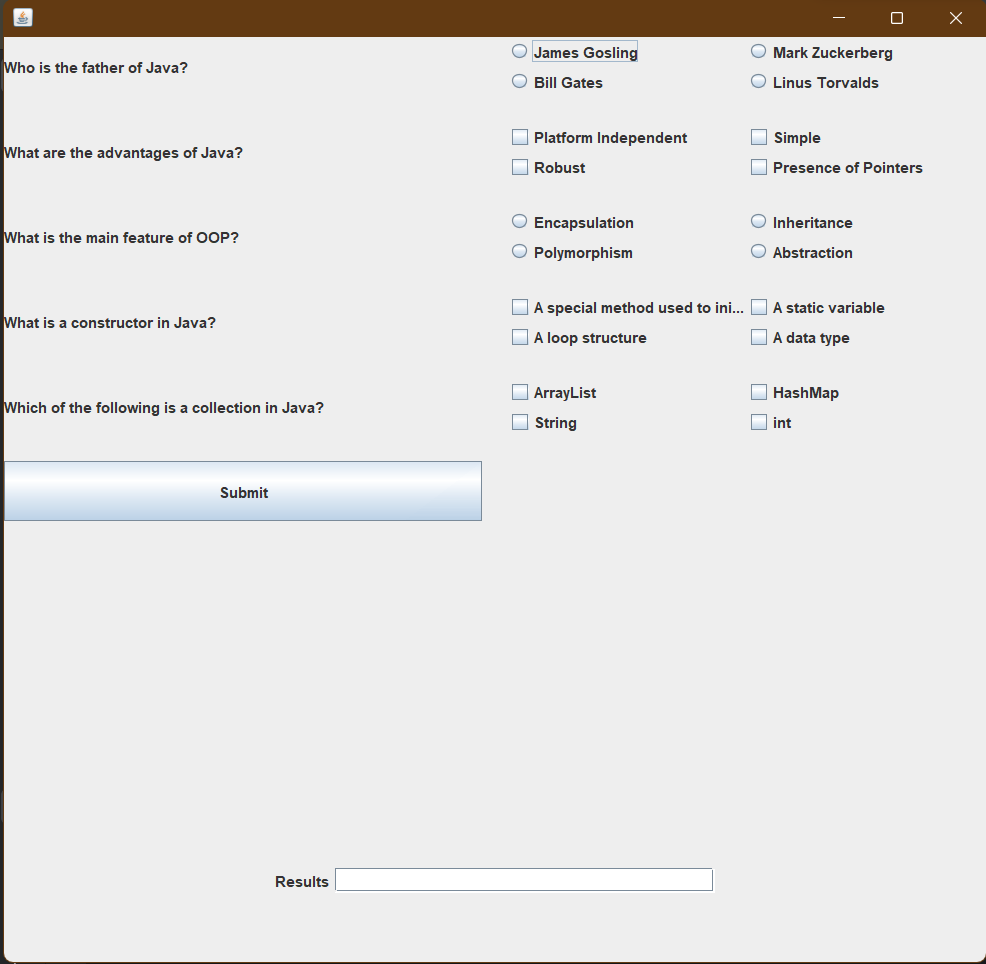 Who is the father of Java?
James Gosling
Mark Zuckerberg
Bill Gates
Linus Torvalds
What are the advantages of Java?
Platform Independent
Simple
Robust
Presence of Pointers
What is the main feature of OOP?
Encapsulation
Inheritance
Polymorphism
Abstraction
What is a constructor in Java?
A special method used to ini...
A static variable
A loop structure
A data type
Which of the following is a collection in Java?
ArrayList
HashMap
String
int
Submit
Results